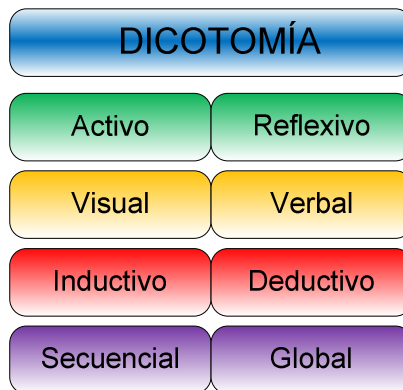 DICOTOMÍA
Activo Reflexivo
Visual Verbal
Inductivo Deductivo
Secuencial Global